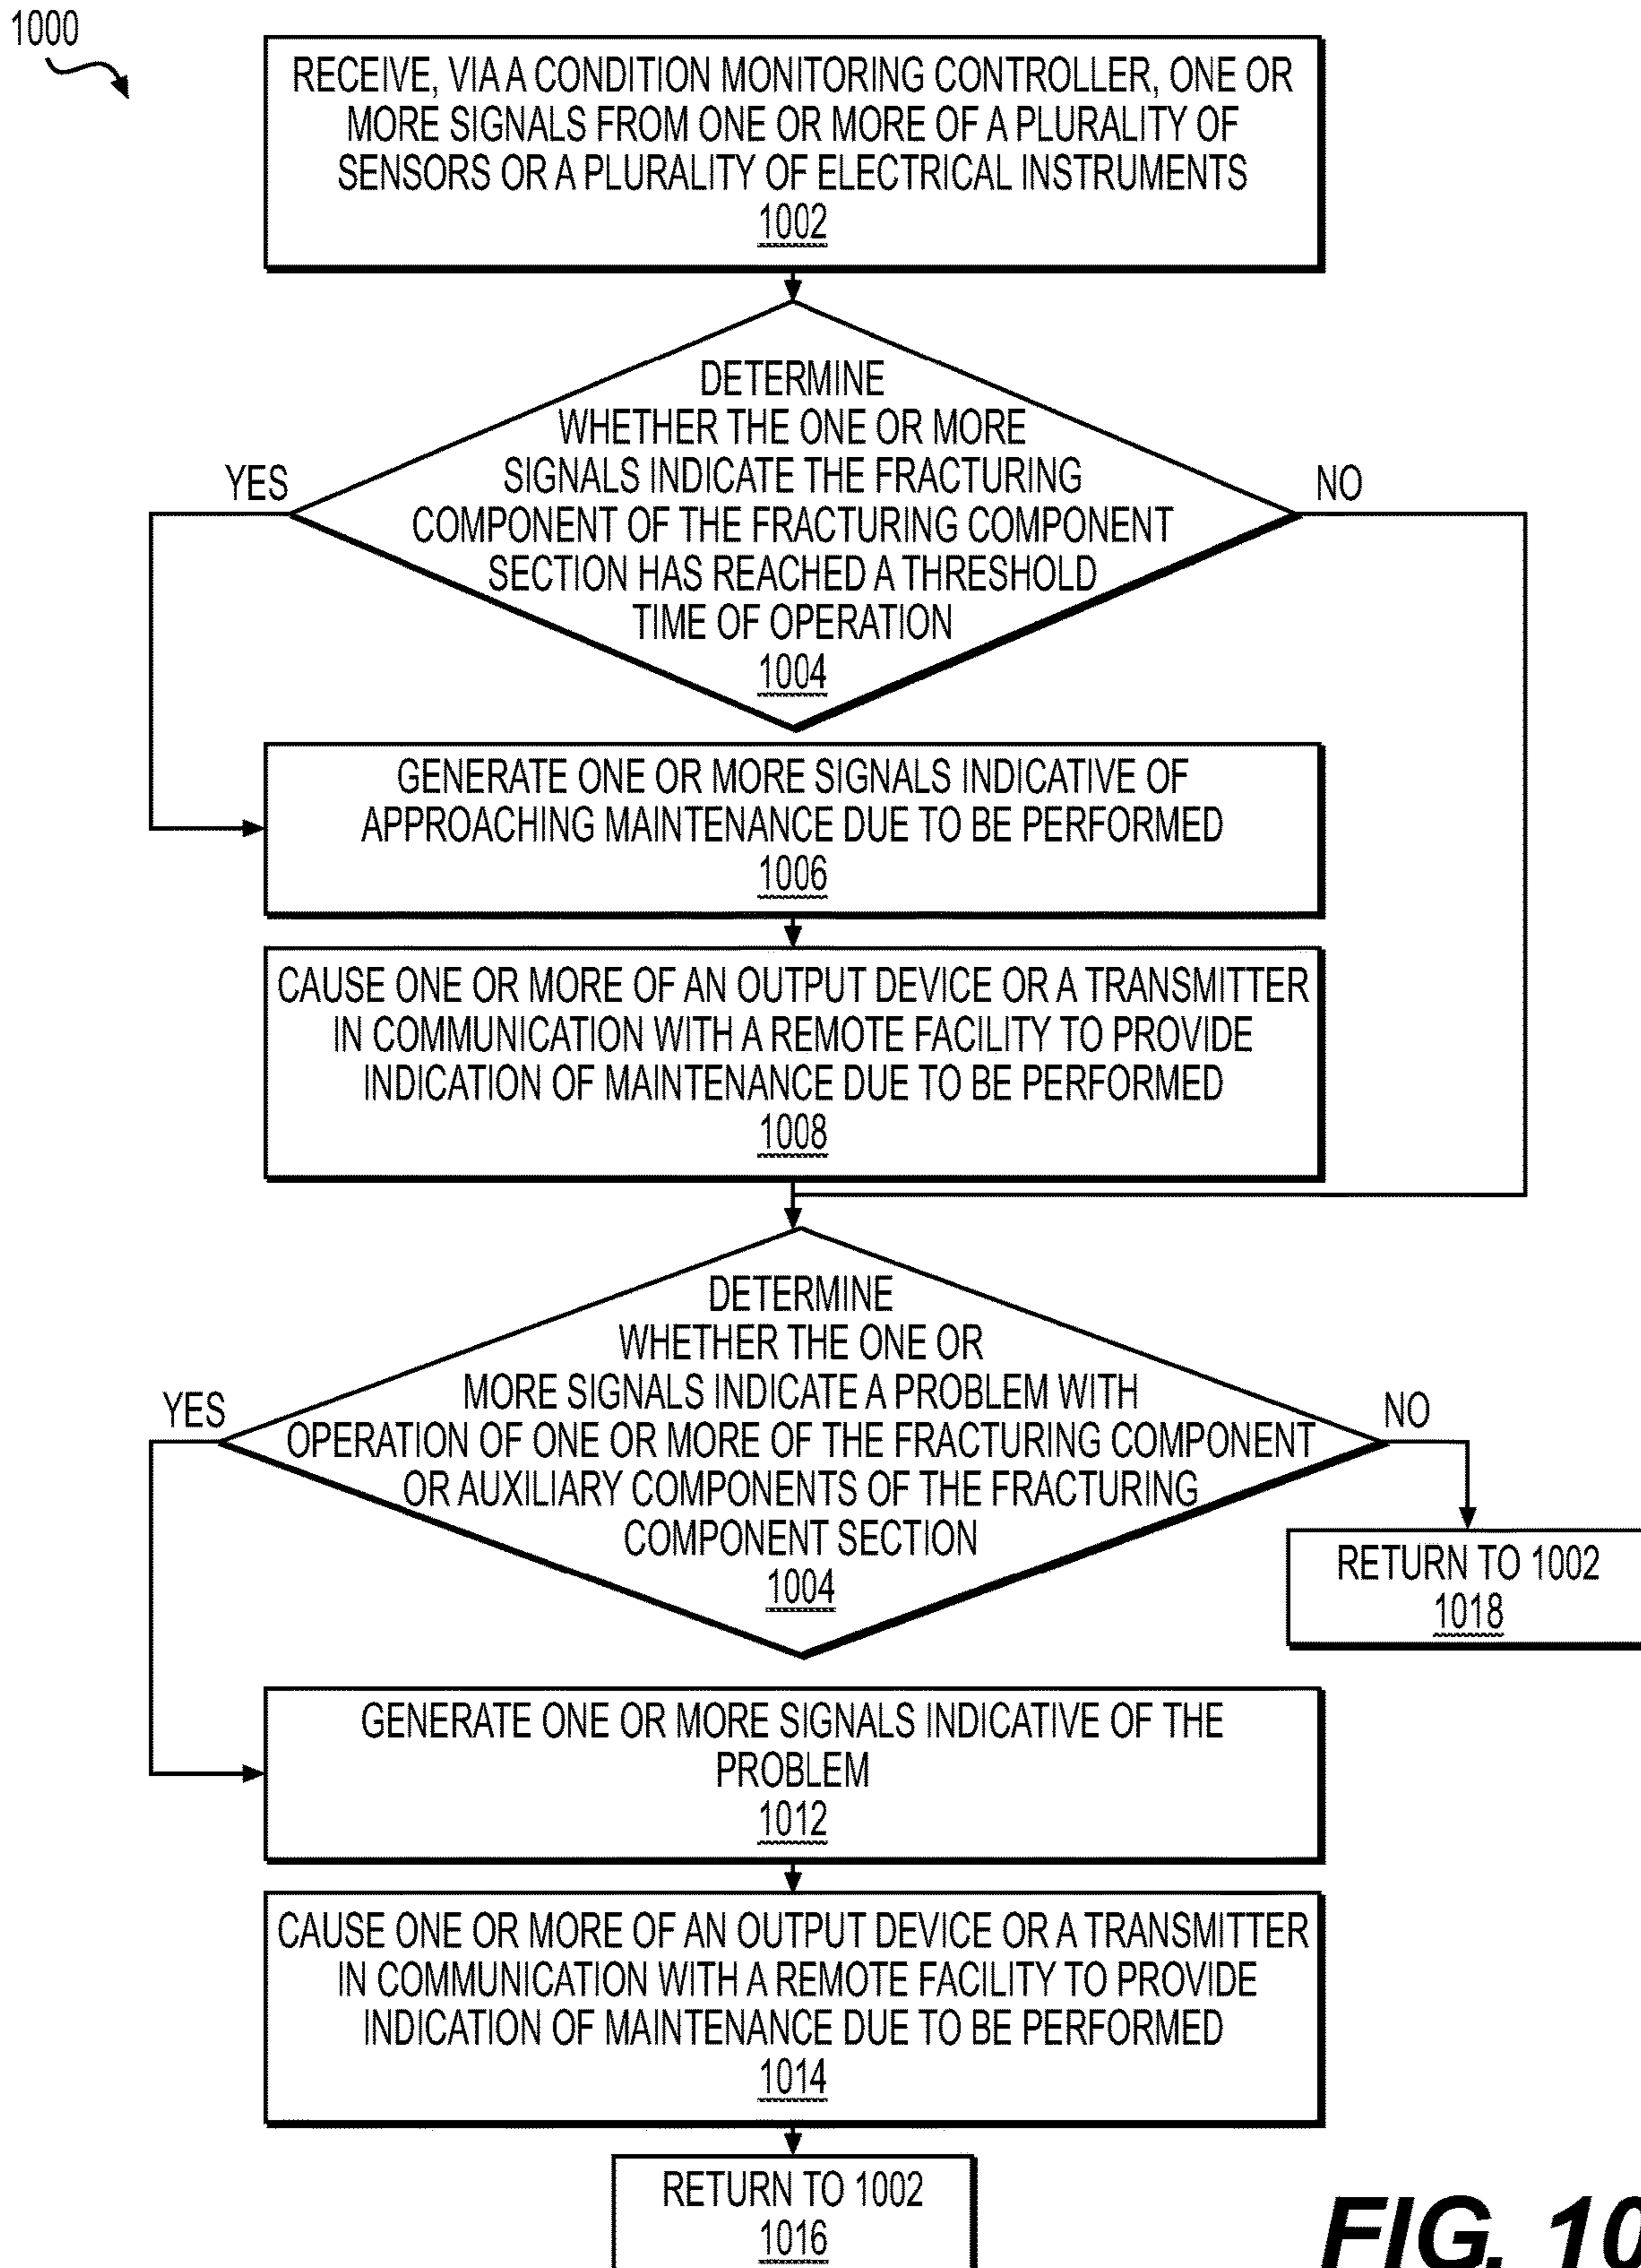 1000
RECEIVE, VIA A CONDITION MONITORING CONTROLLER, ONE OR
MORE SIGNALS FROM ONE OR MORE OF A PLURALITY OF
SENSORS OR A PLURALITY OF ELECTRICAL INSTRUMENTS
1002
DETERMINE
WHETHER THE ONE OR MORE
SIGNALS INDICATE THE FRACTURING
COMPONENT OF THE FRACTURING COMPONENT
SECTION HAS REACHED A THRESHOLD
TIME OF OPERATION
1004
YES
NO
GENERATE ONE OR MORE SIGNALS INDICATIVE OF
APPROACHING MAINTENANCE DUE TO BE PERFORMED
1006
CAUSE ONE OR MORE OF AN OUTPUT DEVICE OR A TRANSMITTER
IN COMMUNICATION WITH A REMOTE FACILITY TO PROVIDE
INDICATION OF MAINTENANCE DUE TO BE PERFORMED
1008
DETERMINE
WHETHER THE ONE OR
MORE SIGNALS INDICATE A PROBLEM WITH
OPERATION OF ONE OR MORE OF THE FRACTURING COMPONENT
OR AUXILIARY COMPONENTS OF THE FRACTURING
COMPONENT SECTION
1004
YES
NO
RETURN TO 1002
1018
GENERATE ONE OR MORE SIGNALS INDICATIVE OF THE
PROBLEM
1012
CAUSE ONE OR MORE OF AN OUTPUT DEVICE OR A TRANSMITTER
IN COMMUNICATION WITH A REMOTE FACILITY TO PROVIDE
INDICATION OF MAINTENANCE DUE TO BE PERFORMED
1014
RETURN TO 1002
1016
FIG. 10